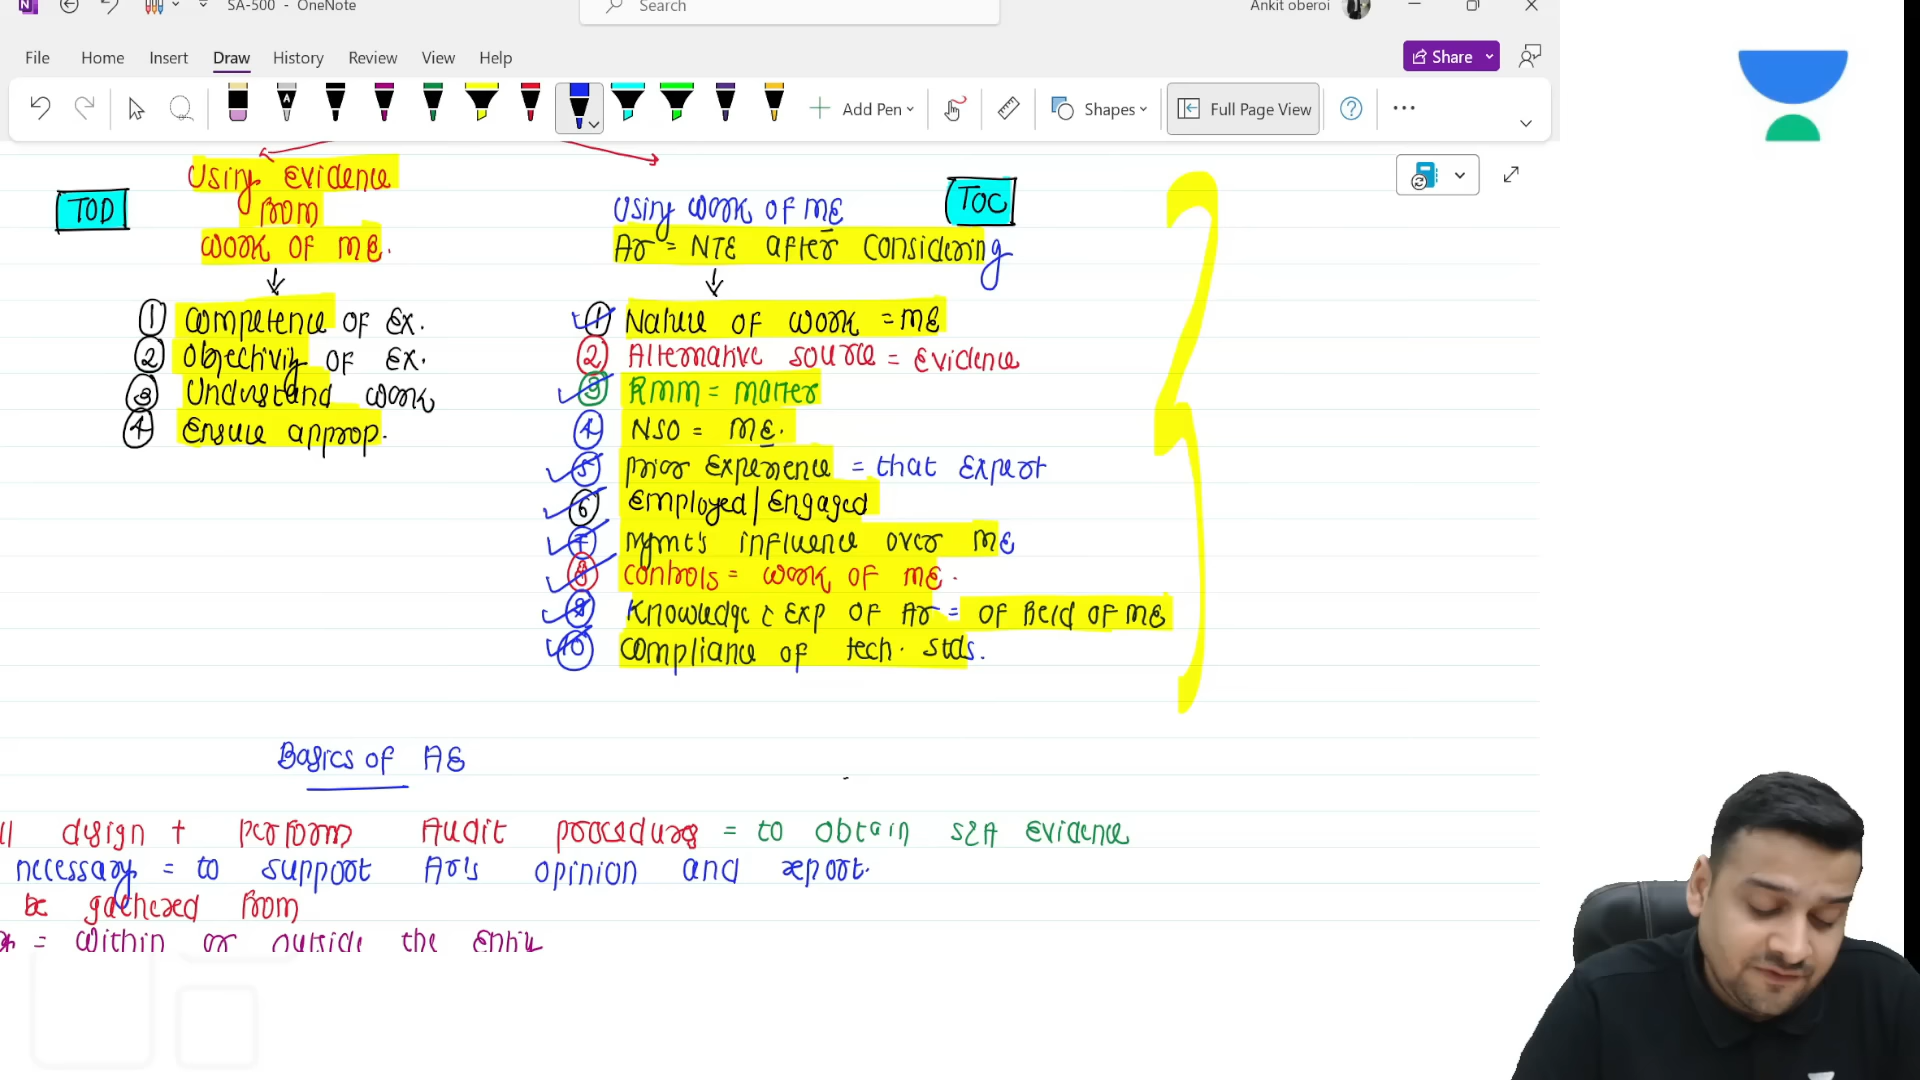 SA-500 - OneNote
Search
Ankit oberoi
File Home Insert Draw History Review View Help
Share
Add Pen
Shapes
Full Page View
Using Evidence
From
work of ME.
TOD
① Competence of Ex.
② Objectivity of Ex.
③ Understand work
④ Ensure approp.
Using work of ME
TOC
Ar = NTE after Considering
① Nature of work = ME
② Alternative source = Evidence
③ RMM = matter
④ NSO = ME.
⑤ prior Experience = that Expert
⑥ Employed/Engaged
⑦ Mgmt's influence over ME
⑧ Controls = work of ME.
⑨ Knowledge & Exp of Ar = of Field of ME
⑩ Compliance of tech. stds.
Basics of AE
design + perform Audit procedures = to obtain S&A Evidence
necessary = to support Ar's opinion and report.
be gathered from
= within or outside the Entity